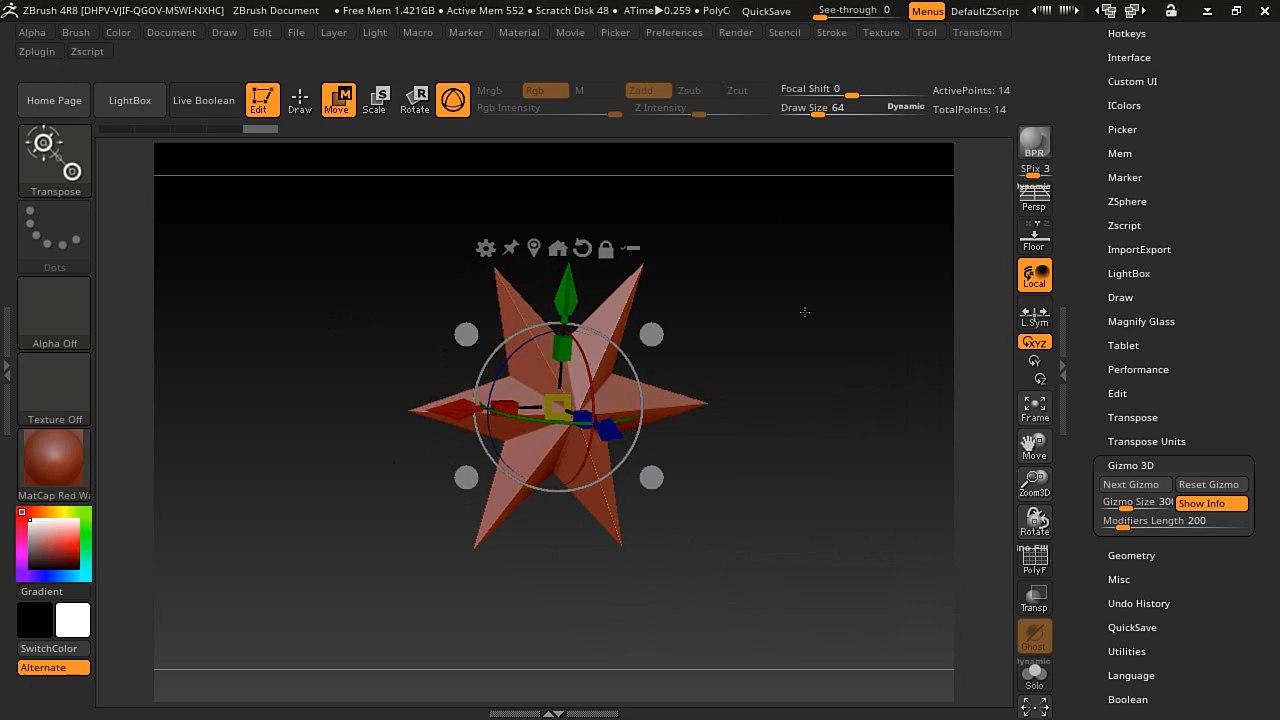 ZBrush 4R8 [DHPV-VJIF-QGOV-MSWI-NXHC]
ZBrush Document
• Free Mem 1.421GB • Active Mem 552 • Scratch Disk 48 •
ATime▶0.259 • PolyC
QuickSave
See-through 0
Menus
DefaultZScript
Alpha Brush Color Document Draw Edit File Layer Light Macro Marker Material Movie Picker Preferences Render Stencil Stroke Texture Tool Transform
Zplugin Zscript
Home Page
LightBox
Live Boolean
Edit
Draw
Move
Scale
Rotate
Mrgb
Rgb
M
Rgb Intensity
Zadd
Zsub
Zcut
Z Intensity
Focal Shift 0
Draw Size 64
Dynamic
ActivePoints: 14
TotalPoints: 14
Transpose
Dots
Alpha Off
Texture Off
MatCap Red Wa
Gradient
SwitchColor
Alternate
BPR
SPix 3
Dynamic
Persp
Floor
Local
L.Sym
XYZ
Y
Z
Frame
Move
Zoom3D
Rotate
PolyF
Transp
Ghost
Dynamic
Solo
Hotkeys
Interface
Custom UI
IColors
Picker
Mem
Marker
ZSphere
Zscript
ImportExport
LightBox
Draw
Magnify Glass
Tablet
Performance
Edit
Transpose
Transpose Units
Gizmo 3D
Next Gizmo
Reset Gizmo
Gizmo Size 300
Show Info
Modifiers Length 200
Geometry
Misc
Undo History
QuickSave
Utilities
Language
Boolean